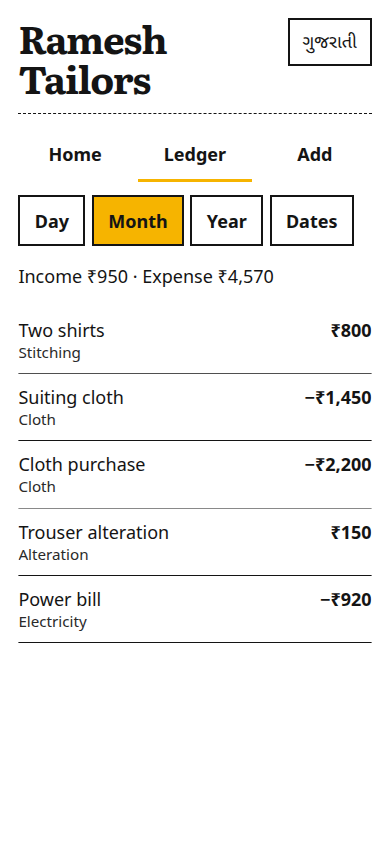 Ramesh
Tailors
ગુજરાતી
Home Ledger Add
Day Month Year Dates
Income ₹950 · Expense ₹4,570
Two shirts ₹800
Stitching
Suiting cloth −₹1,450
Cloth
Cloth purchase −₹2,200
Cloth
Trouser alteration ₹150
Alteration
Power bill −₹920
Electricity